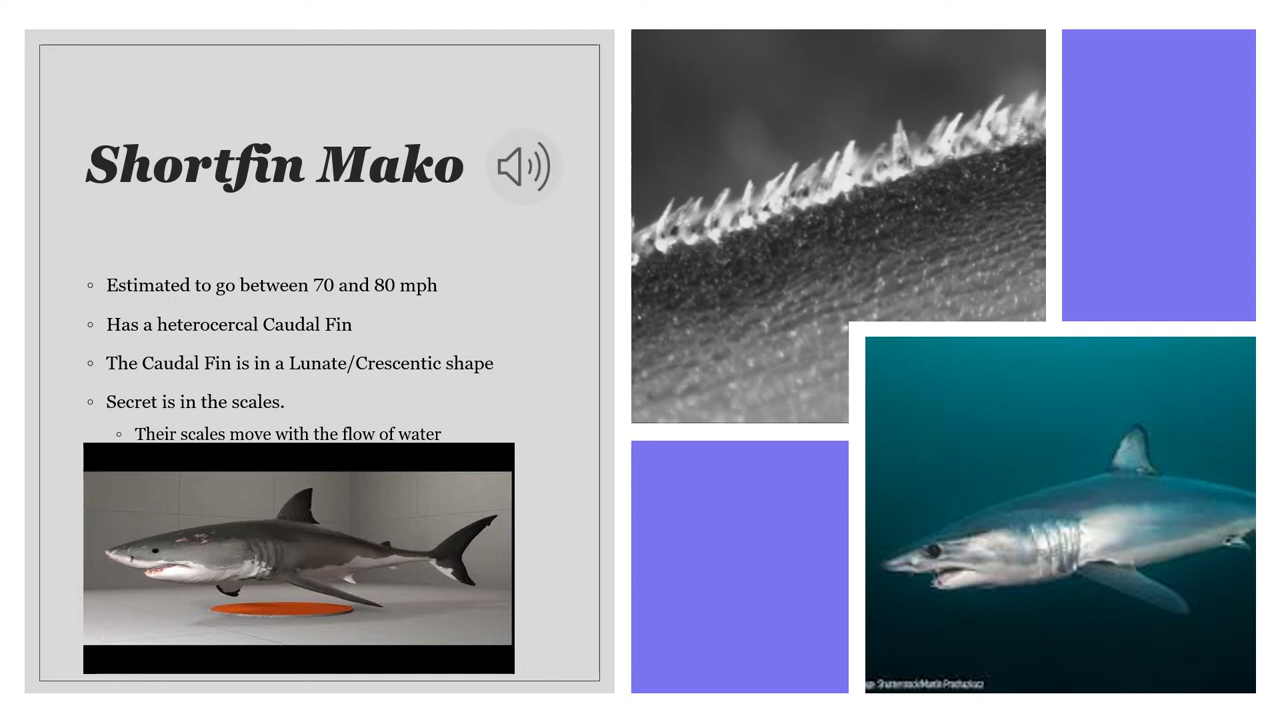 Shortfin Mako
Estimated to go between 70 and 80 mph
Has a heterocercal Caudal Fin
The Caudal Fin is in a Lunate/Crescentic shape
Secret is in the scales.
Their scales move with the flow of water